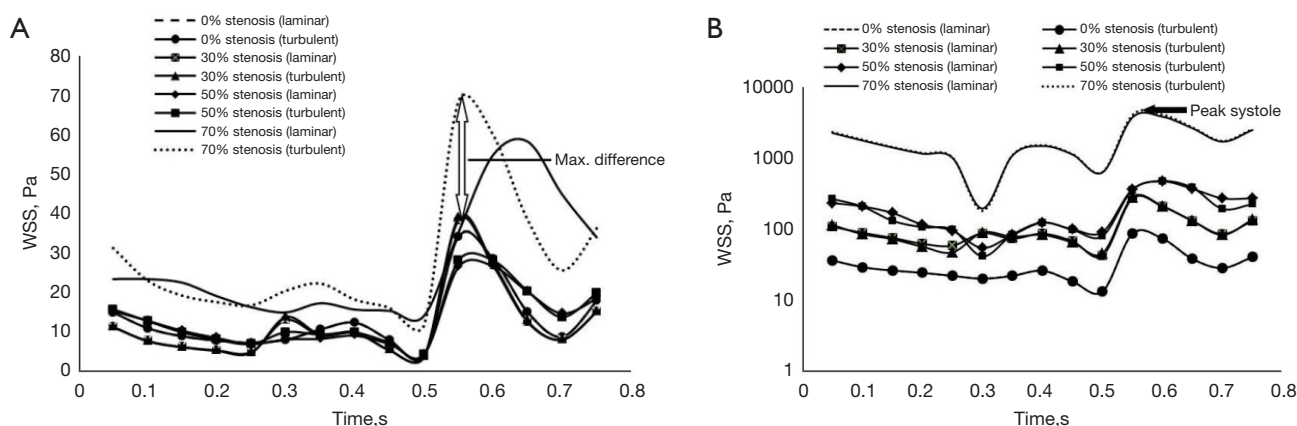 A
0% stenosis (laminar)
0% stenosis (turbulent)
30% stenosis (laminar)
30% stenosis (turbulent)
50% stenosis (laminar)
50% stenosis (turbulent)
70% stenosis (laminar)
70% stenosis (turbulent)
80
70
60
50
40
30
20
10
0
WSS, Pa
Max. difference
0 0.1 0.2 0.3 0.4 0.5 0.6 0.7 0.8
Time,s
B
0% stenosis (laminar) 0% stenosis (turbulent)
30% stenosis (laminar) 30% stenosis (turbulent)
50% stenosis (laminar) 50% stenosis (turbulent)
70% stenosis (laminar) 70% stenosis (turbulent)
10000
1000
100
10
1
WSS, Pa
Peak systole
0 0.1 0.2 0.3 0.4 0.5 0.6 0.7 0.8
Time,s